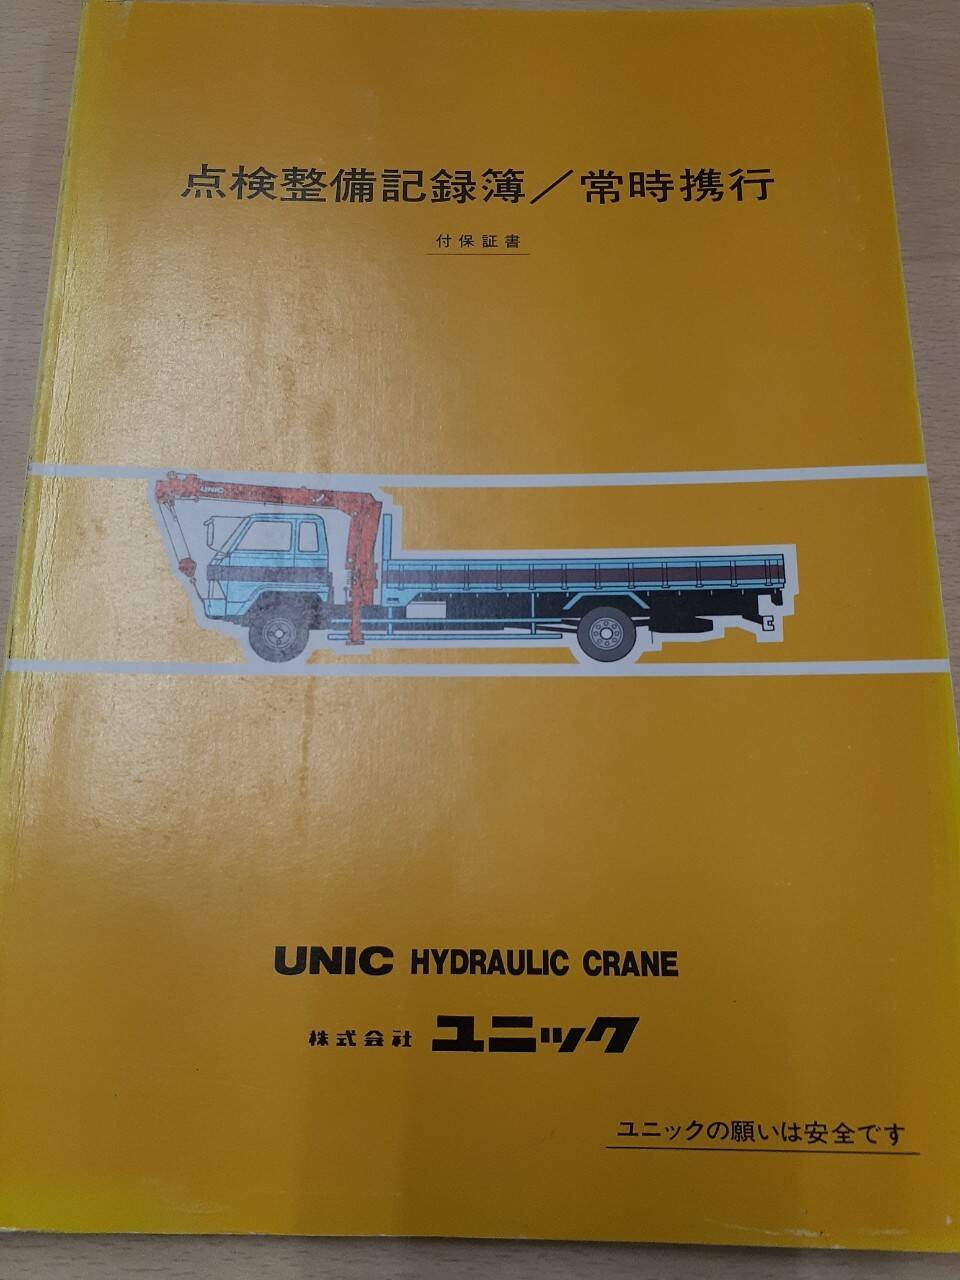 点検整備記録簿／常時携行
付保証書
UNIC
UNIC HYDRAULIC CRANE
株式会社 ユニック
ユニックの願いは安全です